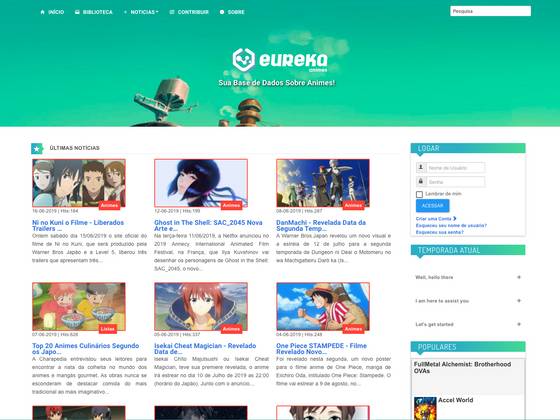 INÍCIO
BIBLIOTECA
NOTÍCIAS
CONTRIBUIR
SOBRE
Pesquisa
eureka
animes
Sua Base de Dados Sobre Animes!
ÚLTIMAS NOTÍCIAS
Animes
16-06-2019 | Hits:164
Ni no Kuni o Filme - Liberados
Trailers ...
Ontem sábado dia 15/06/2019 o site oficial do
filme de Ni no Kuni, que será produzido pela
Warner Bros Japão e a Level 5, liberou três
trailers que apresentam três...
Animes
12-06-2019 | Hits:199
Ghost in The Shell: SAC_2045 Nova
Arte e...
Na terça-feira 11/06/2019, a Netflix anunciou no
2019 Annecy International Animated Film
Festival, na França, que Ilya Kuvshinov vai
desenhar os personagens de Ghost in the Shell:
SAC_2045, o novo...
Animes
08-06-2019 | Hits:287
DanMachi - Revelada Data da
Segunda Temp...
A Warner Bros Japan revelou um novo visual e
a estréia de 12 de julho para a segunda
temporada de Dungeon ni Deai o Motomeru no
wa Machigatteru Darō ka (Is...
Listas
07-06-2019 | Hits:628
Top 20 Animes Culinários Segundo
os Japo...
A Charapedia entrevistou seus leitores para
encontrar a nata da colheita no mundo dos
animes e mangás gourmet. As obras nunca se
esconderam de destacar comida do mais
tradicional ao mais imaginativo...
Animes
05-06-2019 | Hits:337
Isekai Cheat Magician - Revelado
Data de...
Isekai Chīto Majutsushi ou Isekai Cheat
Magician, teve sua premiere revelada, o anime
irá estrear no dia 10 de Julho de 2019 às 22:00
(horário do Japão). Junto com o anúncio...
Animes
04-06-2019 | Hits:248
One Piece STAMPEDE - Filme
Revelado Novo...
Foi revelado nesta segunda, um novo pôster
para o filme anime de One Piece, manga de
Eiichiro Oda, intitulado One Piece: Stampede. O
filme vai estrear a 9 de agosto, no...
LOGAR
Nome de Usuário
Senha
Lembrar de mim
ACESSAR
Criar uma Conta
Esqueceu seu nome de usuário?
Esqueceu sua senha?
TEMPORADA ATUAL
Well, hello there
I am here to assist you
Let's get started
POPULARES
FullMetal Alchemist: Brotherhood
OVAs
Accel World